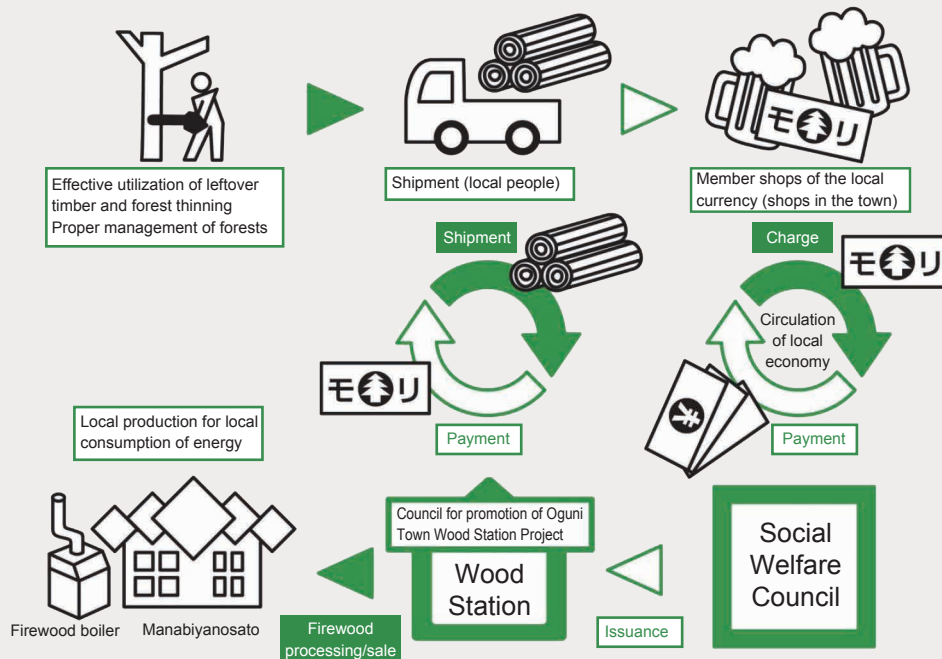 モリ
Effective utilization of leftover
timber and forest thinning
Proper management of forests
Shipment (local people)
Member shops of the local
currency (shops in the town)
Shipment
Charge
モリ
Circulation
of local
economy
モリ
¥
Payment
Payment
Local production for local
consumption of energy
Council for promotion of Oguni
Town Wood Station Project
Wood
Station
Social
Welfare
Council
Firewood boiler
Manabiyanosato
Firewood
processing/sale
Issuance